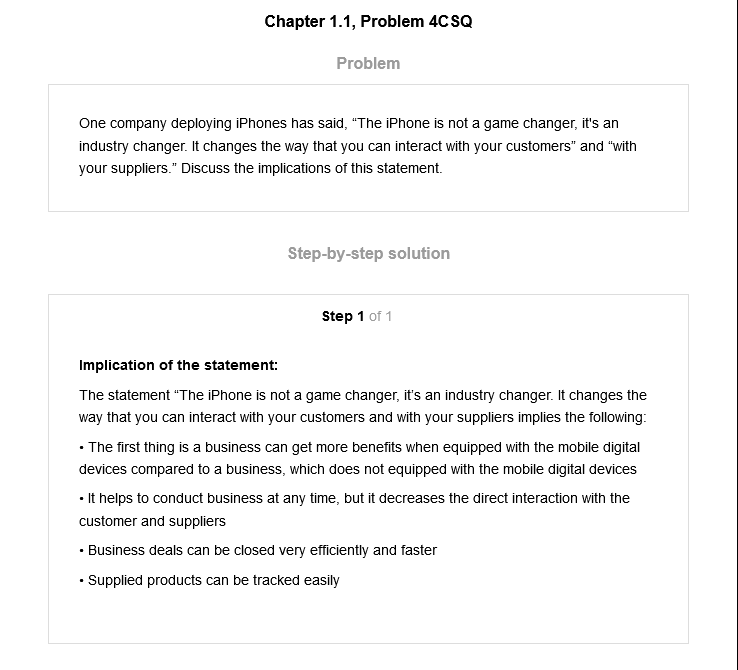 Chapter 1.1, Problem 4CSQ
Problem
One company deploying iPhones has said, “The iPhone is not a game changer, it's an
industry changer. It changes the way that you can interact with your customers” and “with
your suppliers.” Discuss the implications of this statement.
Step-by-step solution
Step 1 of 1
Implication of the statement:
The statement “The iPhone is not a game changer, it’s an industry changer. It changes the
way that you can interact with your customers and with your suppliers implies the following:
• The first thing is a business can get more benefits when equipped with the mobile digital
devices compared to a business, which does not equipped with the mobile digital devices
• It helps to conduct business at any time, but it decreases the direct interaction with the
customer and suppliers
• Business deals can be closed very efficiently and faster
• Supplied products can be tracked easily